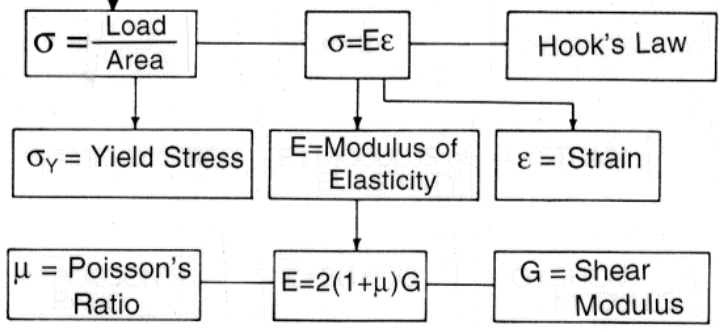 σ = Load
Area
σ=Eε
Hook's Law
σY = Yield Stress
E=Modulus of
Elasticity
ε = Strain
μ = Poisson's
Ratio
E=2(1+μ)G
G = Shear
Modulus